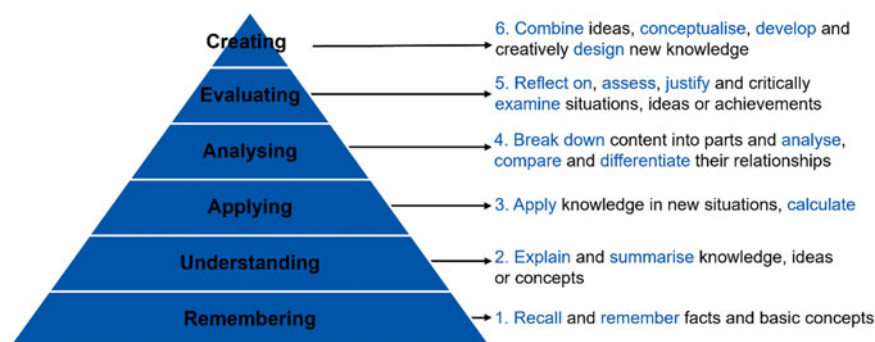 Creating
6. Combine ideas, conceptualise, develop and
creatively design new knowledge
Evaluating
5. Reflect on, assess, justify and critically
examine situations, ideas or achievements
Analysing
4. Break down content into parts and analyse,
compare and differentiate their relationships
Applying
3. Apply knowledge in new situations, calculate
Understanding
2. Explain and summarise knowledge, ideas
or concepts
Remembering
1. Recall and remember facts and basic concepts